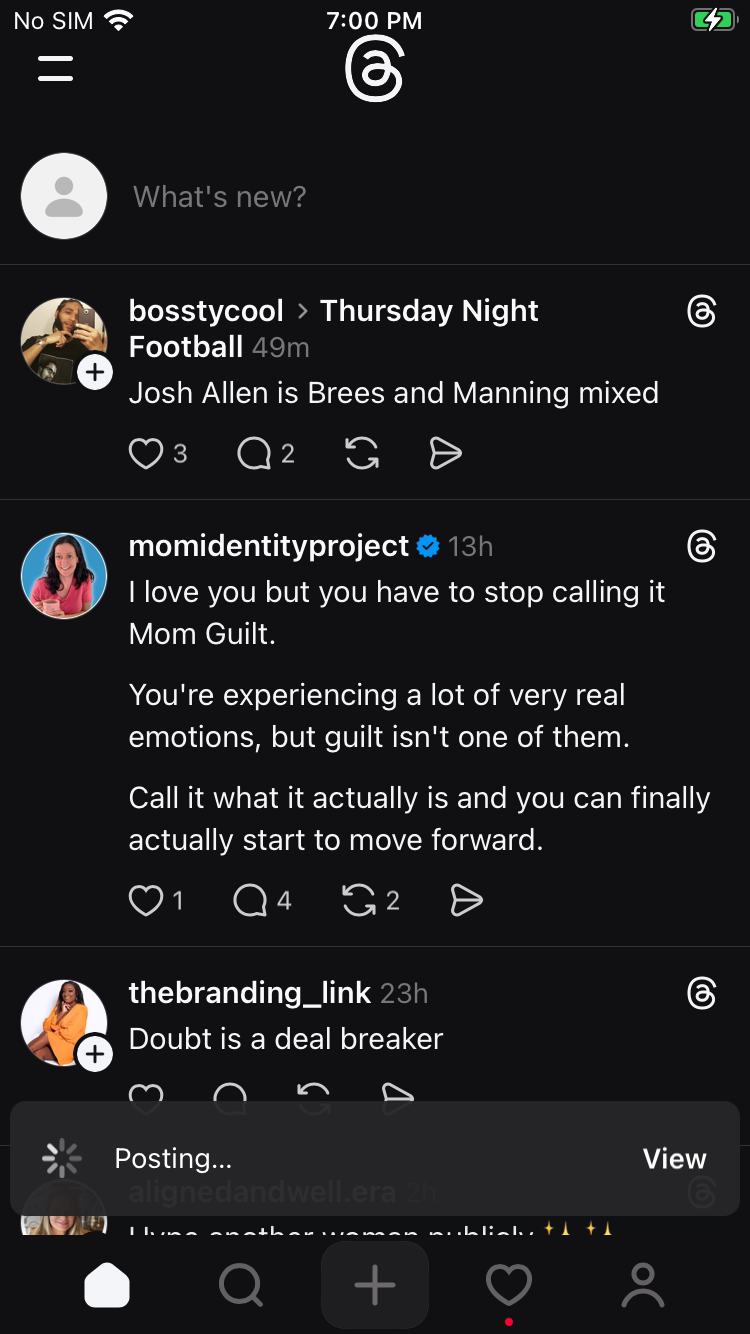 No SIM 7:00 PM
What's new?
bosstycool > Thursday Night
Football 49m
Josh Allen is Brees and Manning mixed
3 2
momidentityproject 13h
I love you but you have to stop calling it
Mom Guilt.
You're experiencing a lot of very real
emotions, but guilt isn't one of them.
Call it what it actually is and you can finally
actually start to move forward.
1 4 2
thebranding_link 23h
Doubt is a deal breaker
Posting... View
alignedandwell.era 2h
Hype another women publicly ✨✨